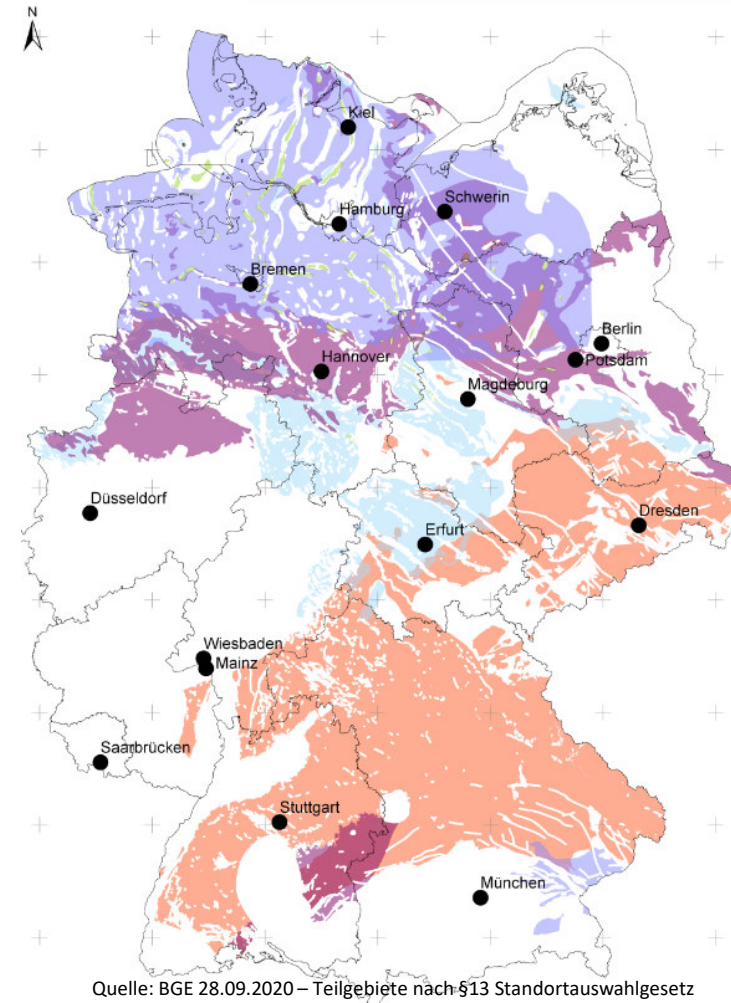 N
Kiel
Schwerin
Hamburg
Bremen
Berlin
Potsdam
Hannover
Magdeburg
Düsseldorf
Dresden
Erfurt
Wiesbaden
Mainz
Saarbrücken
Stuttgart
München
Quelle: BGE 28.09.2020 – Teilgebiete nach §13 Standortauswahlgesetz